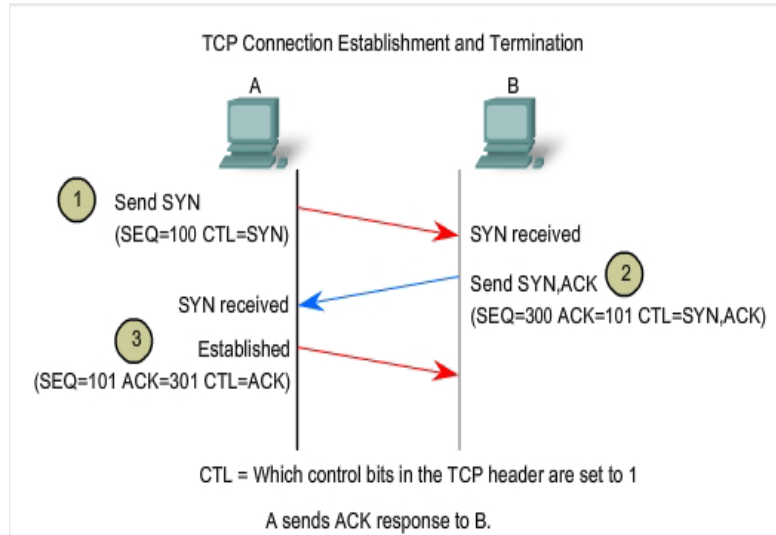 TCP Connection Establishment and Termination
A
B
1
Send SYN
(SEQ=100 CTL=SYN)
SYN received
Send SYN,ACK
2
(SEQ=300 ACK=101 CTL=SYN,ACK)
SYN received
3
Established
(SEQ=101 ACK=301 CTL=ACK)
CTL = Which control bits in the TCP header are set to 1
A sends ACK response to B.